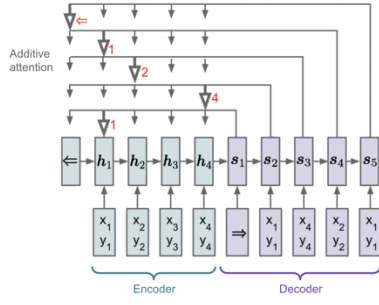 ⇐
Additive
attention
1
2
4
1
⇐ h₁ h₂ h₃ h₄ s₁ s₂ s₃ s₄ s₅
x₁ x₂ x₃ x₄ ⇒ x₁ x₄ x₂ x₁
y₁ y₂ y₃ y₄ y₁ y₄ y₂ y₁
Encoder Decoder